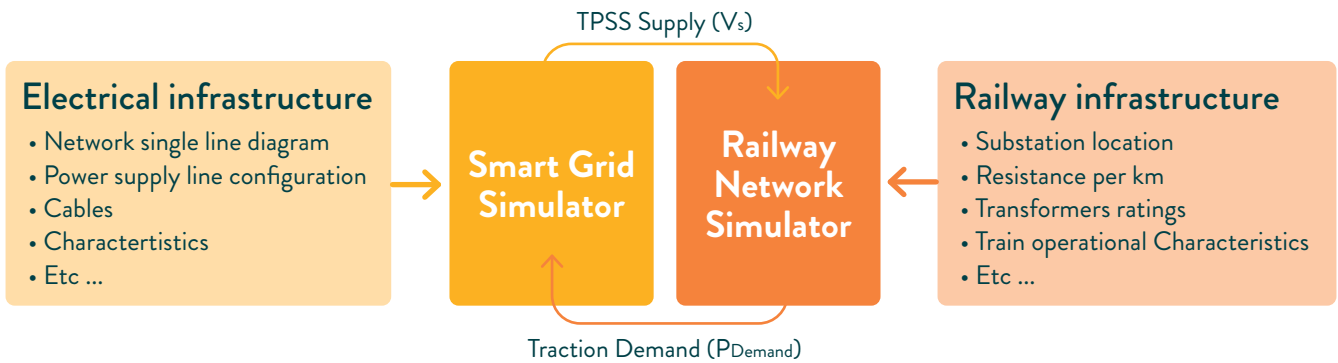 TPSS Supply (Vs)
Electrical infrastructure
• Network single line diagram
• Power supply line configuration
• Cables
• Charactertistics
• Etc ...
Smart Grid
Simulator
Railway
Network
Simulator
Railway infrastructure
• Substation location
• Resistance per km
• Transformers ratings
• Train operational Characteristics
• Etc ...
Traction Demand (PDemand)